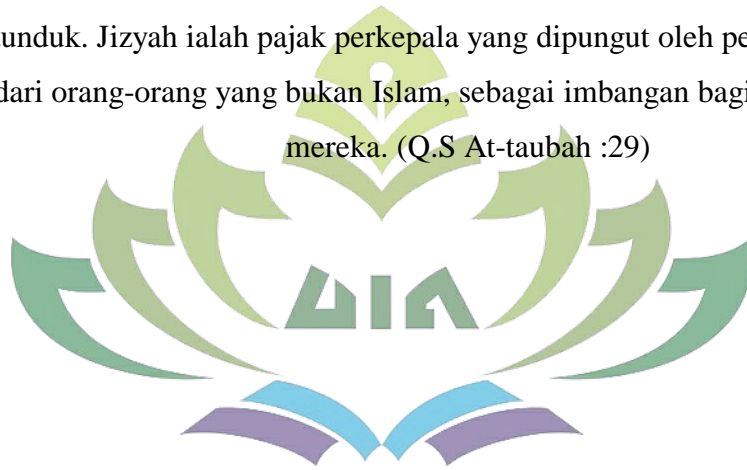 unduk. Jizyah ialah pajak perkepala yang dipungut oleh pe
dari orang-orang yang bukan Islam, sebagai imbangan bagi
mereka. (Q.S At-taubah :29)
UIN